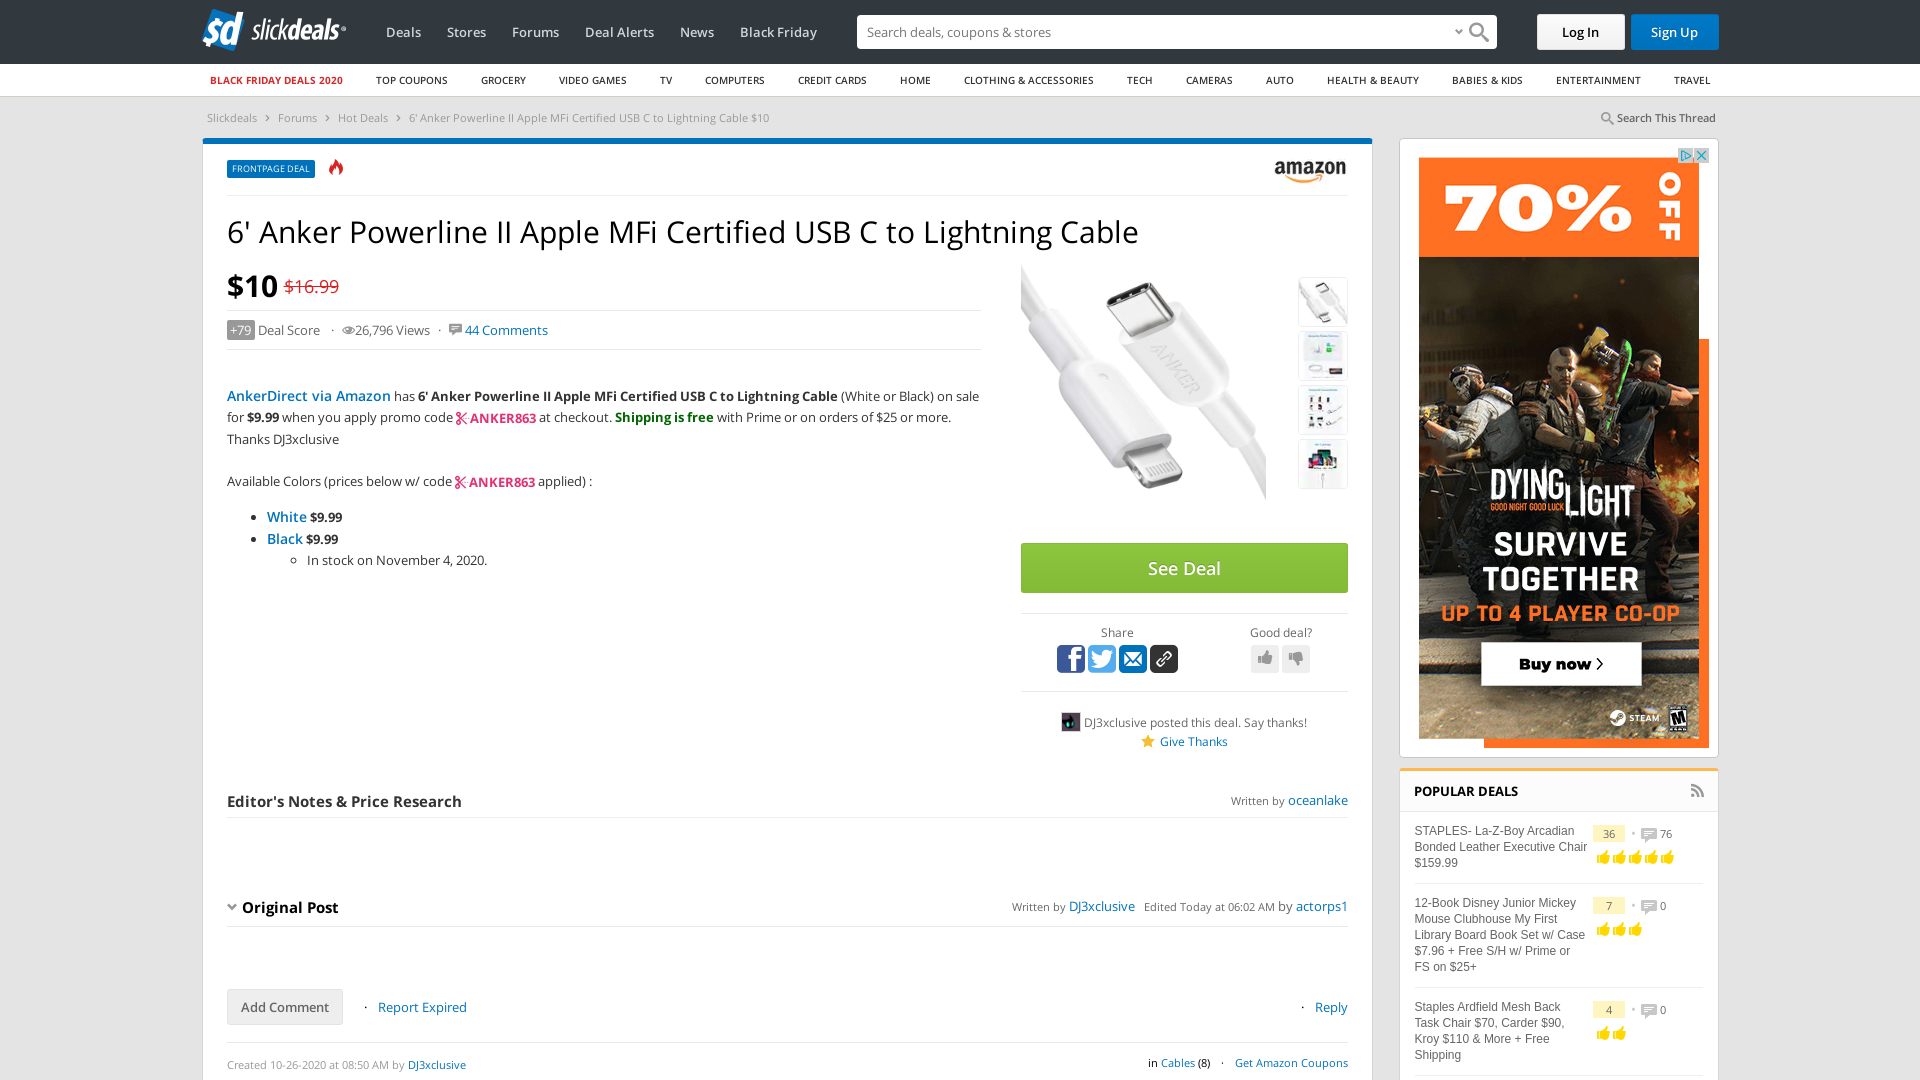 sd slickdeals
Deals
Stores
Forums
Deal Alerts
News
Black Friday
Search deals, coupons & stores
Log In
Sign Up
BLACK FRIDAY DEALS 2020
TOP COUPONS
GROCERY
VIDEO GAMES
TV
COMPUTERS
CREDIT CARDS
HOME
CLOTHING & ACCESSORIES
TECH
CAMERAS
AUTO
HEALTH & BEAUTY
BABIES & KIDS
ENTERTAINMENT
TRAVEL
Slickdeals › Forums › Hot Deals › 6' Anker Powerline II Apple MFi Certified USB C to Lightning Cable $10
Search This Thread
FRONTPAGE DEAL
amazon
6' Anker Powerline II Apple MFi Certified USB C to Lightning Cable
$10 $16.99
+79 Deal Score · 26,796 Views · 44 Comments
AnkerDirect via Amazon has 6' Anker Powerline II Apple MFi Certified USB C to Lightning Cable (White or Black) on sale
for $9.99 when you apply promo code ANKER863 at checkout. Shipping is free with Prime or on orders of $25 or more.
Thanks DJ3xclusive
Available Colors (prices below w/ code ANKER863 applied) :
White $9.99
Black $9.99
In stock on November 4, 2020.
ANKER
See Deal
Share
Good deal?
DJ3xclusive posted this deal. Say thanks!
Give Thanks
Editor's Notes & Price Research
Written by oceanlake
Original Post
Written by DJ3xclusive Edited Today at 06:02 AM by actorps1
Add Comment
· Report Expired
· Reply
Created 10-26-2020 at 08:50 AM by DJ3xclusive
in Cables (8) · Get Amazon Coupons
70% OFF
DYING LIGHT
GOOD NIGHT GOOD LUCK
SURVIVE
TOGETHER
UP TO 4 PLAYER CO-OP
Buy now >
STEAM
M
POPULAR DEALS
STAPLES- La-Z-Boy Arcadian
Bonded Leather Executive Chair
$159.99
36 • 76
12-Book Disney Junior Mickey
Mouse Clubhouse My First
Library Board Book Set w/ Case
$7.96 + Free S/H w/ Prime or
FS on $25+
7 • 0
Staples Ardfield Mesh Back
Task Chair $70, Carder $90,
Kroy $110 & More + Free
Shipping
4 • 0